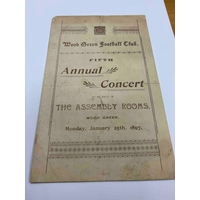 Wood Green Football Club.
FIFTH
Annual
Concert
THE ASSEMBLY ROOMS,
WOOD GREEN,
Monday, January 25th, 1897,